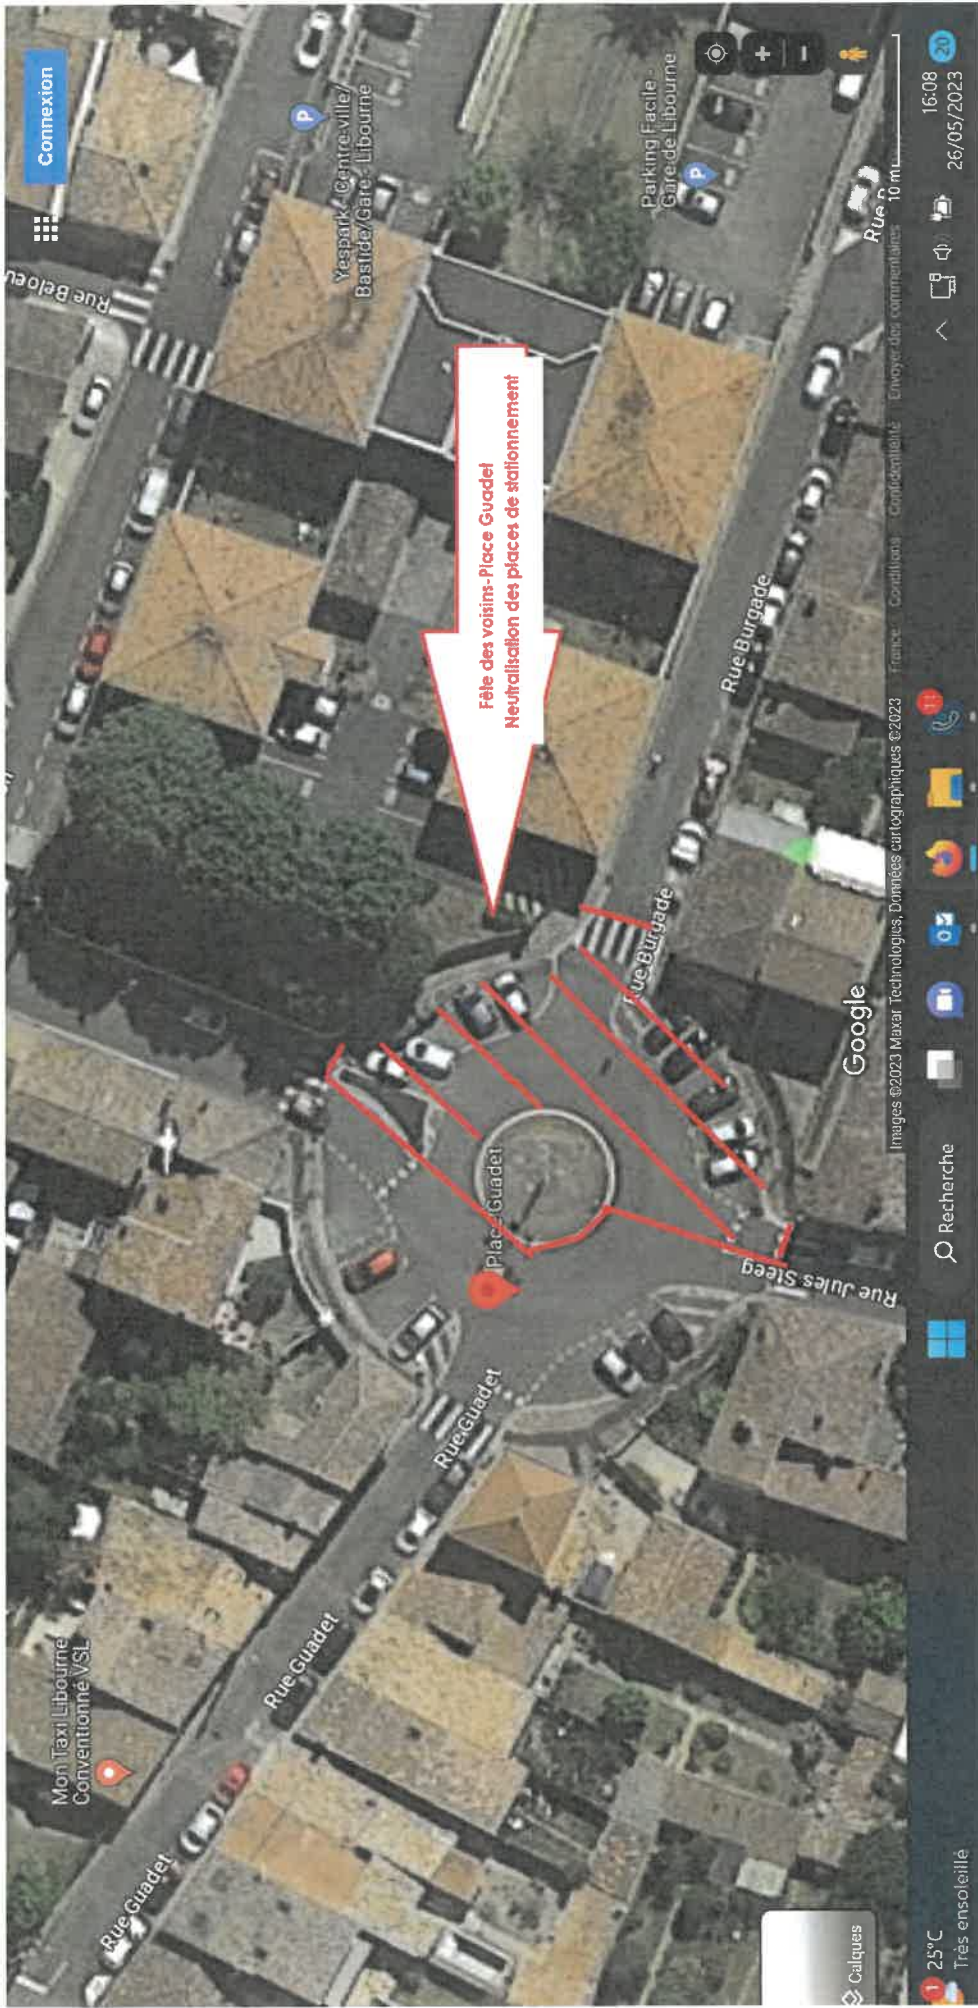 Connexion
Mon Taxi Libourne
Conventionné VSL
Yespark - Centre-ville/
Bastide/Gare - Libourne
Rue Guadet
Rue Guadet
Rue Guadet
Place Guadet
Fête des voisins-Place Guadet
Neutralisation des places de stationnement
Parking Facile -
Gare de Libourne
Rue Burgade
Rue Burgade
Rue Jules Steeg
Calques
Google
Images ©2023 Maxar Technologies, Données cartographiques ©2023 France Conditions Confidentialité Envoyer des commentaires 10 m
1
25°C
Très ensoleillé
Recherche
11
16:08
26/05/2023
20